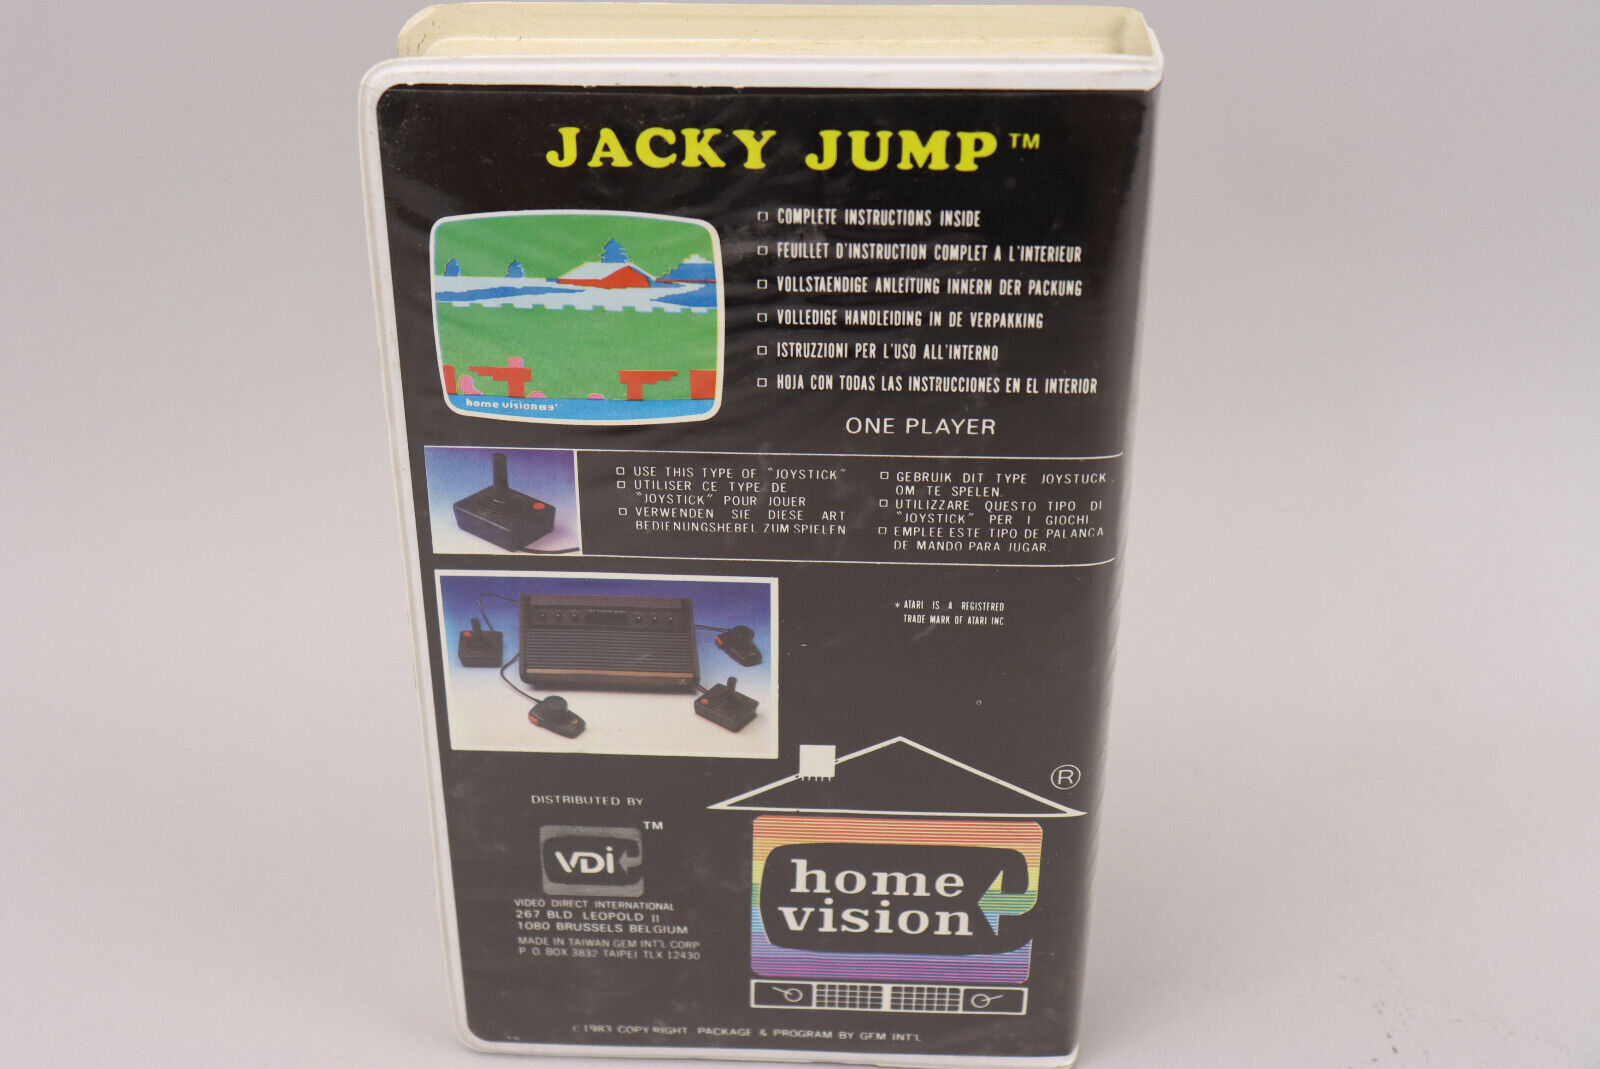 JACKY JUMP™
COMPLETE INSTRUCTIONS INSIDE
FEUILLET D'INSTRUCTION COMPLET A L'INTERIEUR
VOLLSTAENDIGE ANLEITUNG INNERN DER PACKUNG
VOLLEDIGE HANDLEIDING IN DE VERPAKKING
ISTRUZZIONI PER L'USO ALL'INTERNO
HOJA CON TODAS LAS INSTRUCCIONES EN EL INTERIOR
ONE PLAYER
home vision
USE THIS TYPE OF "JOYSTICK"
UTILISER CE TYPE DE
"JOYSTICK" POUR JOUER
VERWENDEN SIE DIESE ART
BEDIENUNGSHEBEL ZUM SPIELEN
GEBRUIK DIT TYPE JOYSTUCK
OM TE SPELEN.
UTILIZZARE QUESTO TIPO DI
"JOYSTICK" PER I GIOCHI
EMPLEE ESTE TIPO DE PALANCA
DE MANDO PARA JUGAR.
* ATARI IS A REGISTERED
TRADE MARK OF ATARI INC.
DISTRIBUTED BY
VDI ™
VIDEO DIRECT INTERNATIONAL
267 BLD. LEOPOLD II
1080 BRUSSELS BELGIUM
MADE IN TAIWAN GEM INT'L CORP
P.O. BOX 3832 TAIPEI TLX 12430
®
home
vision
© 1983 COPYRIGHT. PACKAGE & PROGRAM BY GEM INT'L